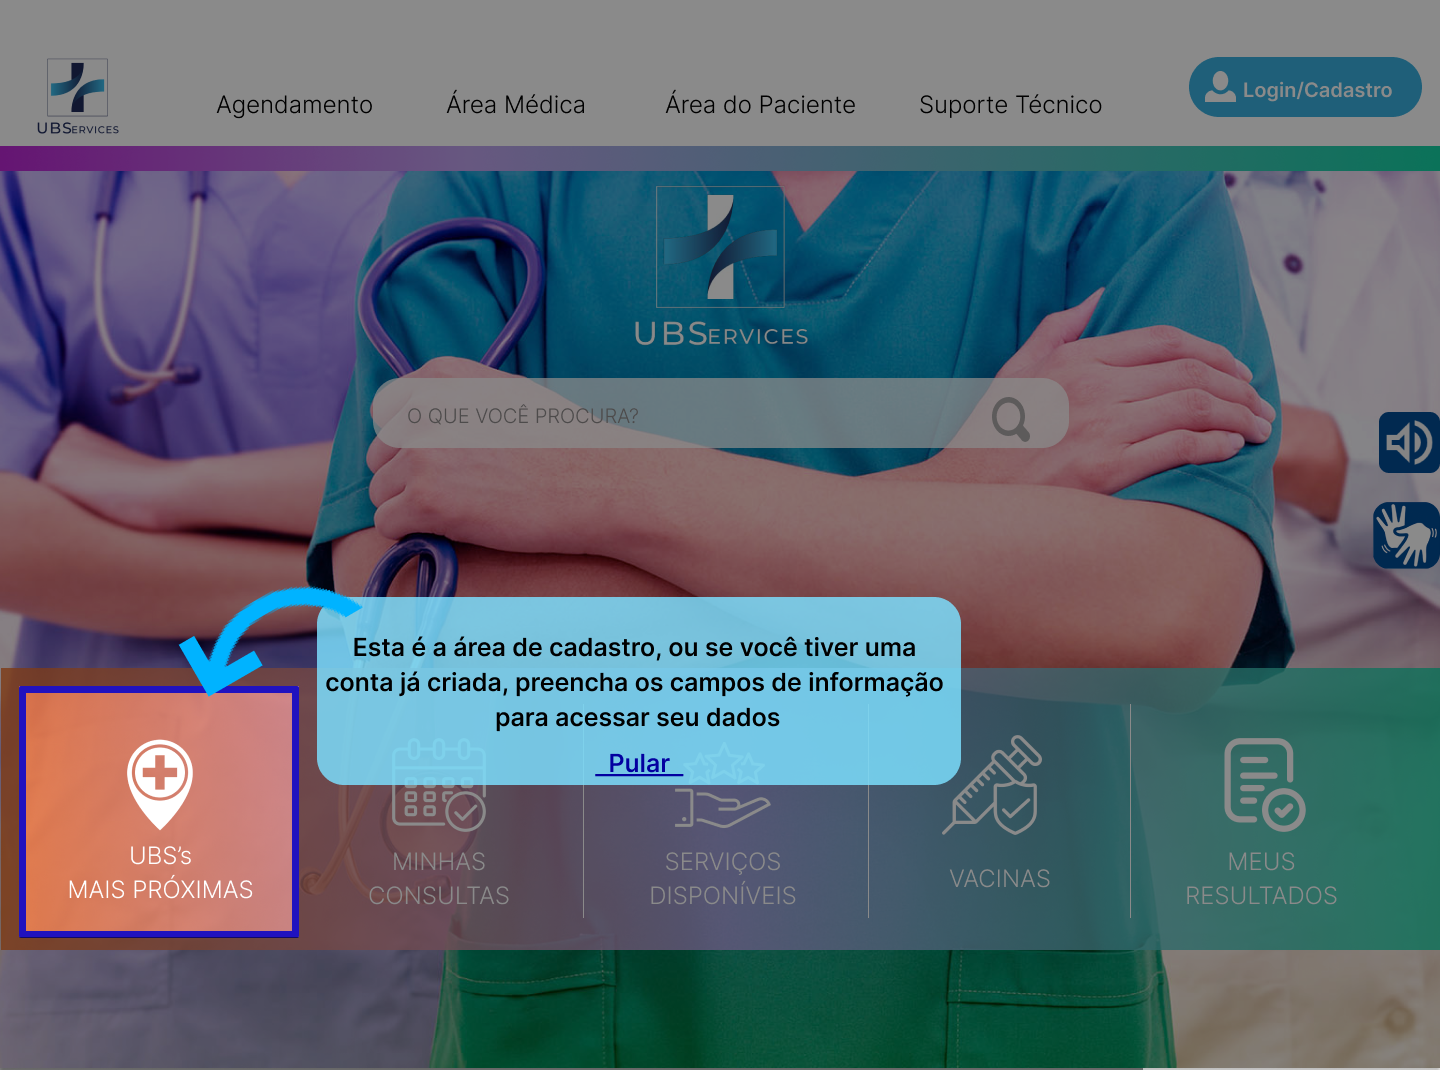 UBSERVICES
Agendamento
Área Médica
Área do Paciente
Suporte Técnico
Login/Cadastro
UBSERVICES
O QUE VOCÊ PROCURA?
Esta é a área de cadastro, ou se você tiver uma
conta já criada, preencha os campos de informação
para acessar seu dados
Pular
UBS’s
MAIS PRÓXIMAS
MINHAS
CONSULTAS
SERVIÇOS
DISPONÍVEIS
VACINAS
MEUS
RESULTADOS